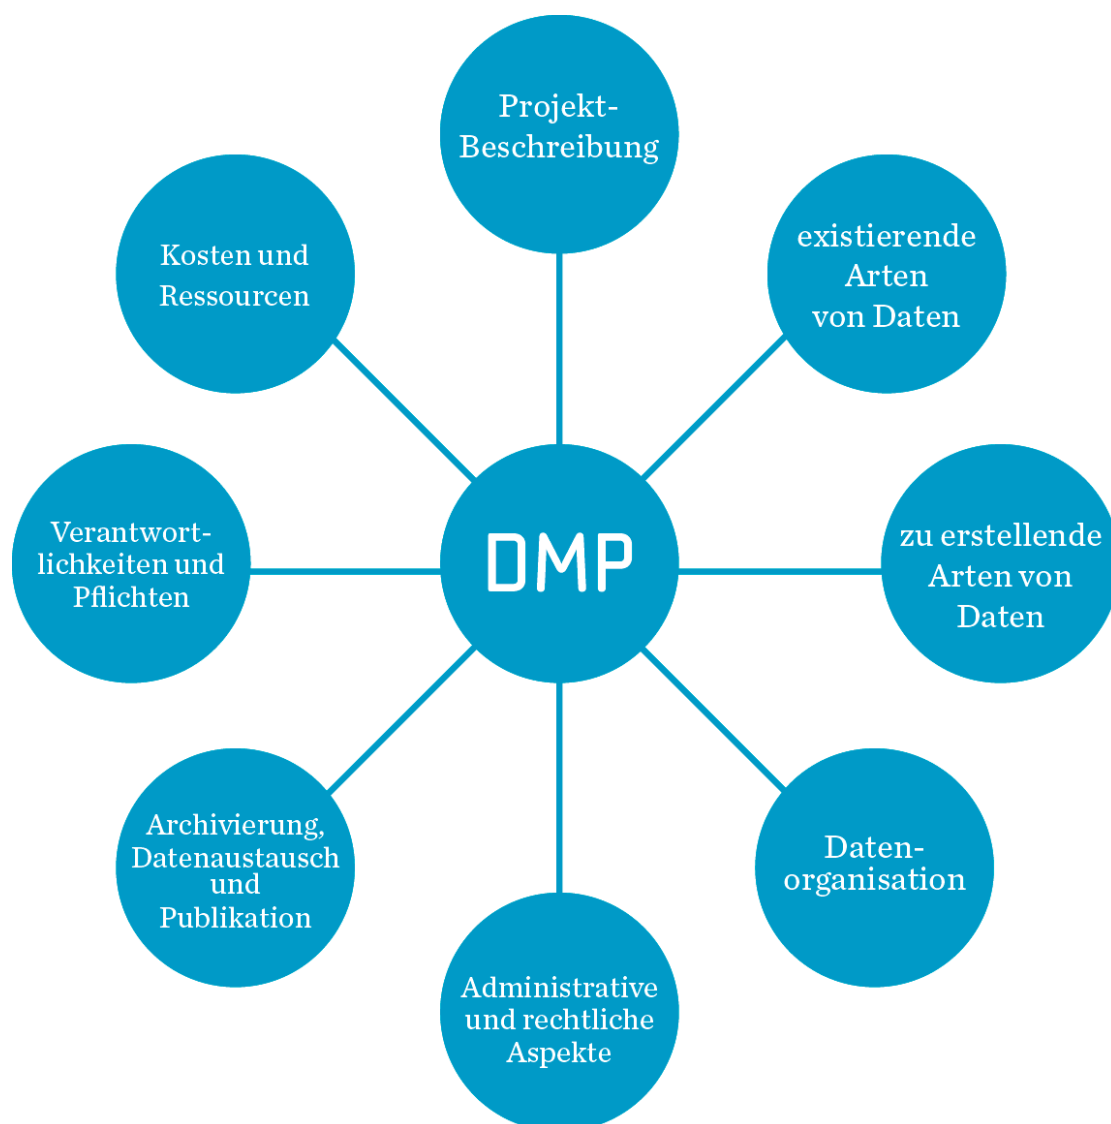 Projekt-
Beschreibung
existierende
Arten
von Daten
zu erstellende
Arten von
Daten
Daten-
organisation
Administrative
und rechtliche
Aspekte
Archivierung,
Datenaustausch
und
Publikation
Verantwort-
lichkeiten und
Pflichten
Kosten und
Ressourcen
DMP